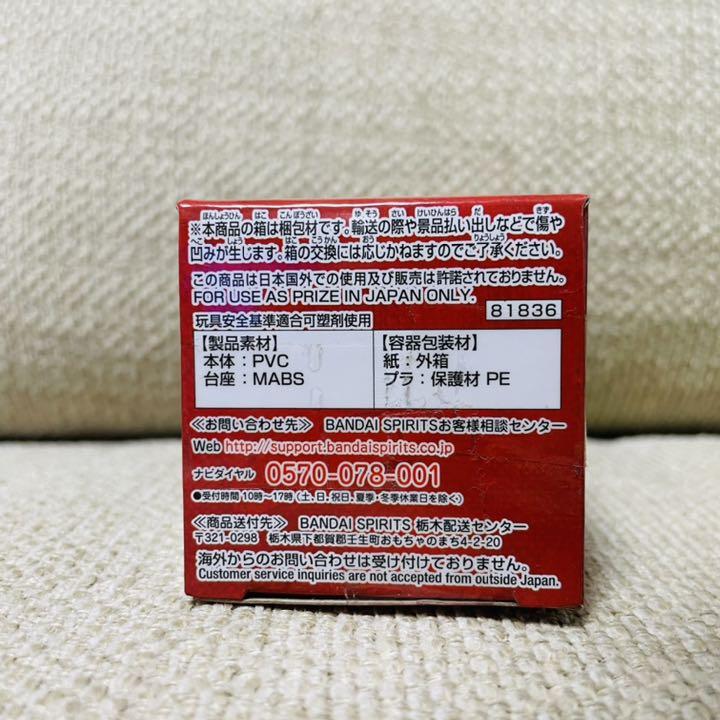 ※本商品の箱は梱包材です。輸送の際や景品払い出しなどで傷や
凹みが生じます。箱の交換には応じかねますのでご了承ください。
この商品は日本国外での使用及び販売は許諾されておりません。
FOR USE AS PRIZE IN JAPAN ONLY.
81836
玩具安全基準適合可塑剤使用
【製品素材】
本体：PVC
台座：MABS
【容器包装材】
紙：外箱
プラ：保護材 PE
≪お問い合わせ先≫ BANDAI SPIRITSお客様相談センター
Web http://support.bandaispirits.co.jp
ナビダイヤル 0570-078-001
●受付時間 10時〜17時（土、日、祝日、夏季・冬季休業日を除く）
≪商品送付先≫ BANDAI SPIRITS 栃木配送センター
〒321-0298 栃木県下都賀郡壬生町おもちゃのまち4-2-20
海外からのお問い合わせは受け付けておりません。
Customer service inquiries are not accepted from outside Japan.